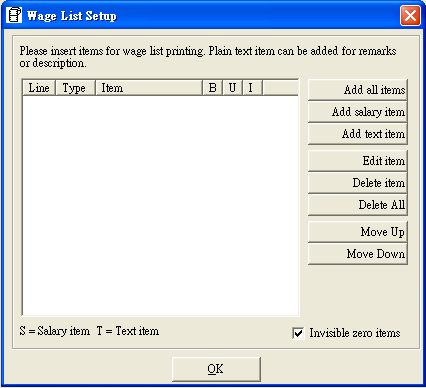 Wage List Setup
Please insert items for wage list printing. Plain text item can be added for remarks
or description.
Line Type Item B U I
Add all items
Add salary item
Add text item
Edit item
Delete item
Delete All
Move Up
Move Down
S = Salary item T = Text item
Invisible zero items
OK